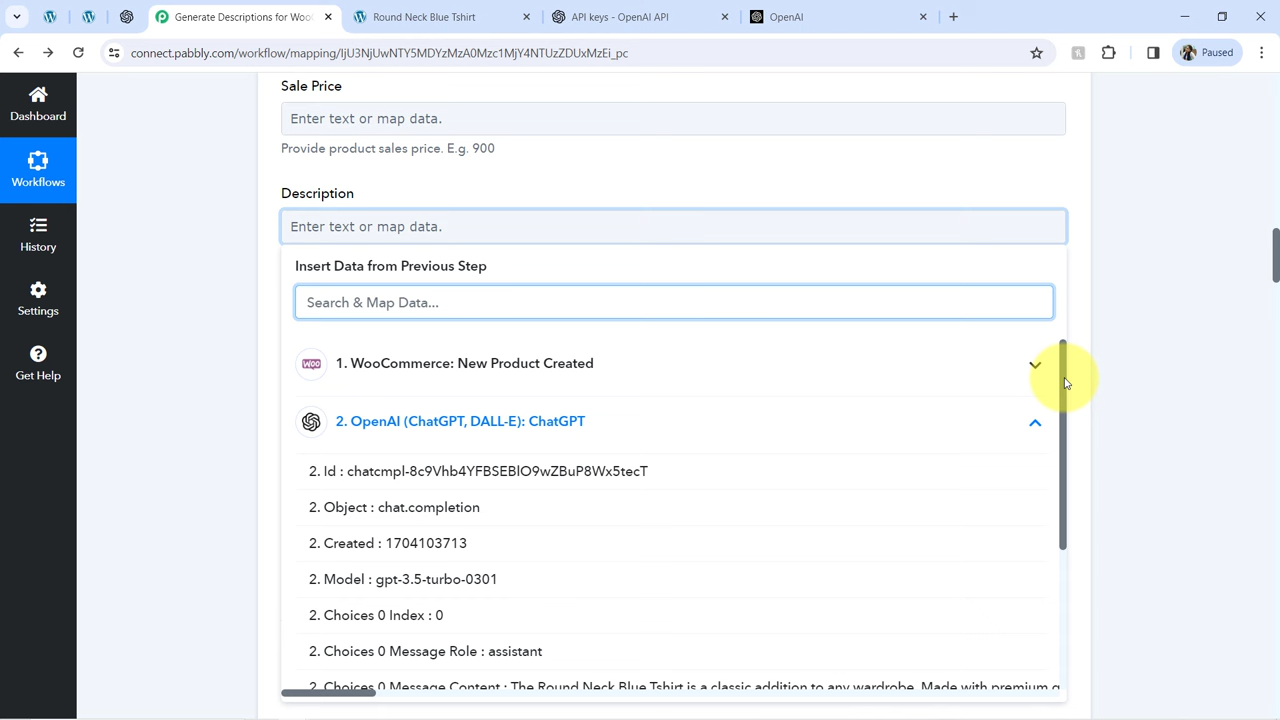 Generate Descriptions for Woo
Round Neck Blue Tshirt
API keys - OpenAI API
OpenAI
connect.pabbly.com/workflow/mapping/IjU3NjUwNTY5MDYzMzA0Mzc1MjY4NTUzZDUxMzEi_pc
Paused
Dashboard
Workflows
History
Settings
Get Help
Sale Price
Enter text or map data.
Provide product sales price. E.g. 900
Description
Enter text or map data.
Insert Data from Previous Step
Search & Map Data...
WOO
1. WooCommerce: New Product Created
2. OpenAI (ChatGPT, DALL-E): ChatGPT
2. Id : chatcmpl-8c9Vhb4YFBSEBlO9wZBuP8Wx5tecT
2. Object : chat.completion
2. Created : 1704103713
2. Model : gpt-3.5-turbo-0301
2. Choices 0 Index : 0
2. Choices 0 Message Role : assistant
2. Choices 0 Message Content : The Round Neck Blue Tshirt is a classic addition to any wardrobe. Made with premium q